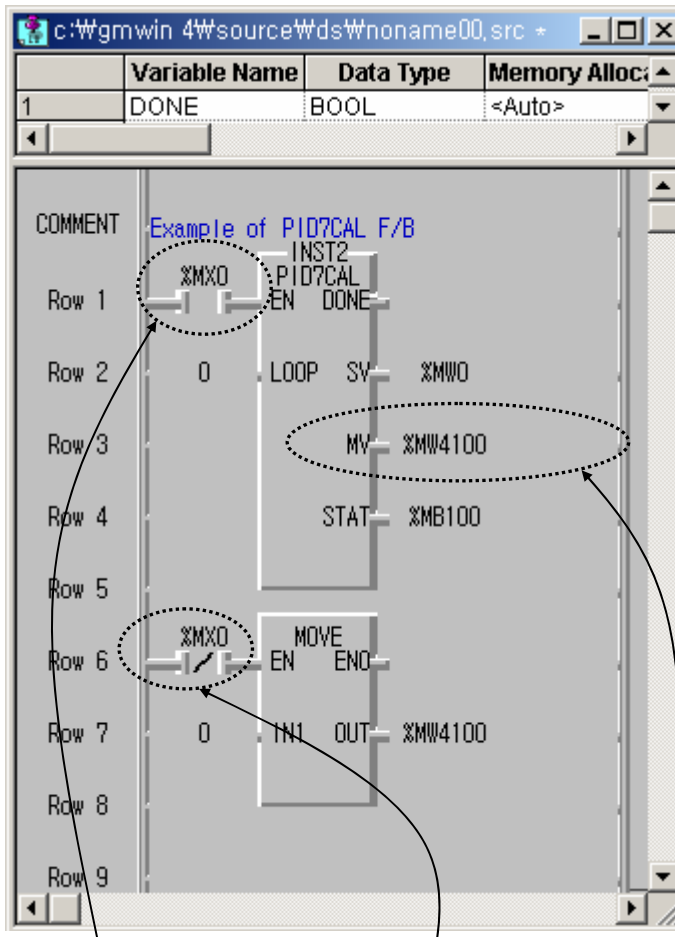 c:₩gmwin 4₩source₩ds₩noname00.src *
Variable Name Data Type Memory Alloca
1 DONE BOOL <Auto>
COMMENT Example of PID7CAL F/B
INST2
%MX0 PID7CAL
Row 1 EN DONE
Row 2 0 LOOP SV %MW0
Row 3 MV %MW4100
Row 4 STAT %MB100
Row 5
%MX0 MOVE
Row 6 EN ENO
Row 7 0 IN1 OUT %MW4100
Row 8
Row 9